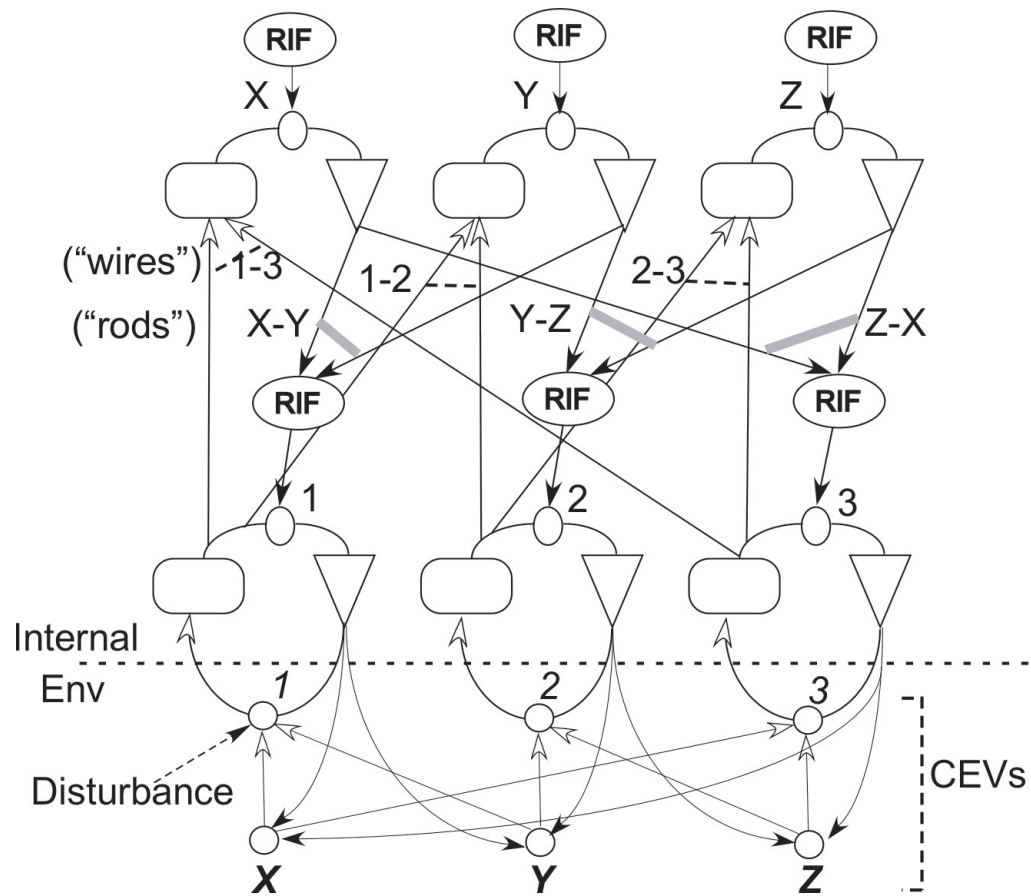 RIF RIF RIF
X Y Z
(“wires”) 1-3 1-2 2-3
(“rods”) X-Y Y-Z Z-X
RIF RIF RIF
1 2 3
Internal
Env 1 2 3
Disturbance CEVs
X Y Z